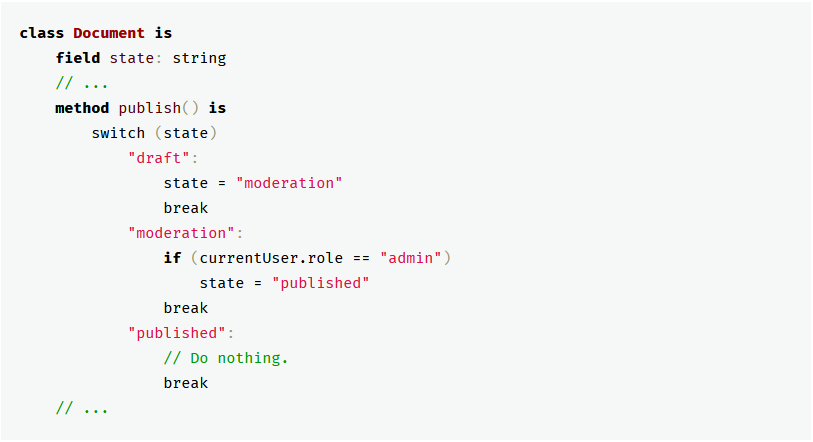 class Document is
    field state: string
    // ...
    method publish() is
        switch (state)
            "draft":
                state = "moderation"
                break
            "moderation":
                if (currentUser.role == "admin")
                    state = "published"
                break
            "published":
                // Do nothing.
                break
    // ...